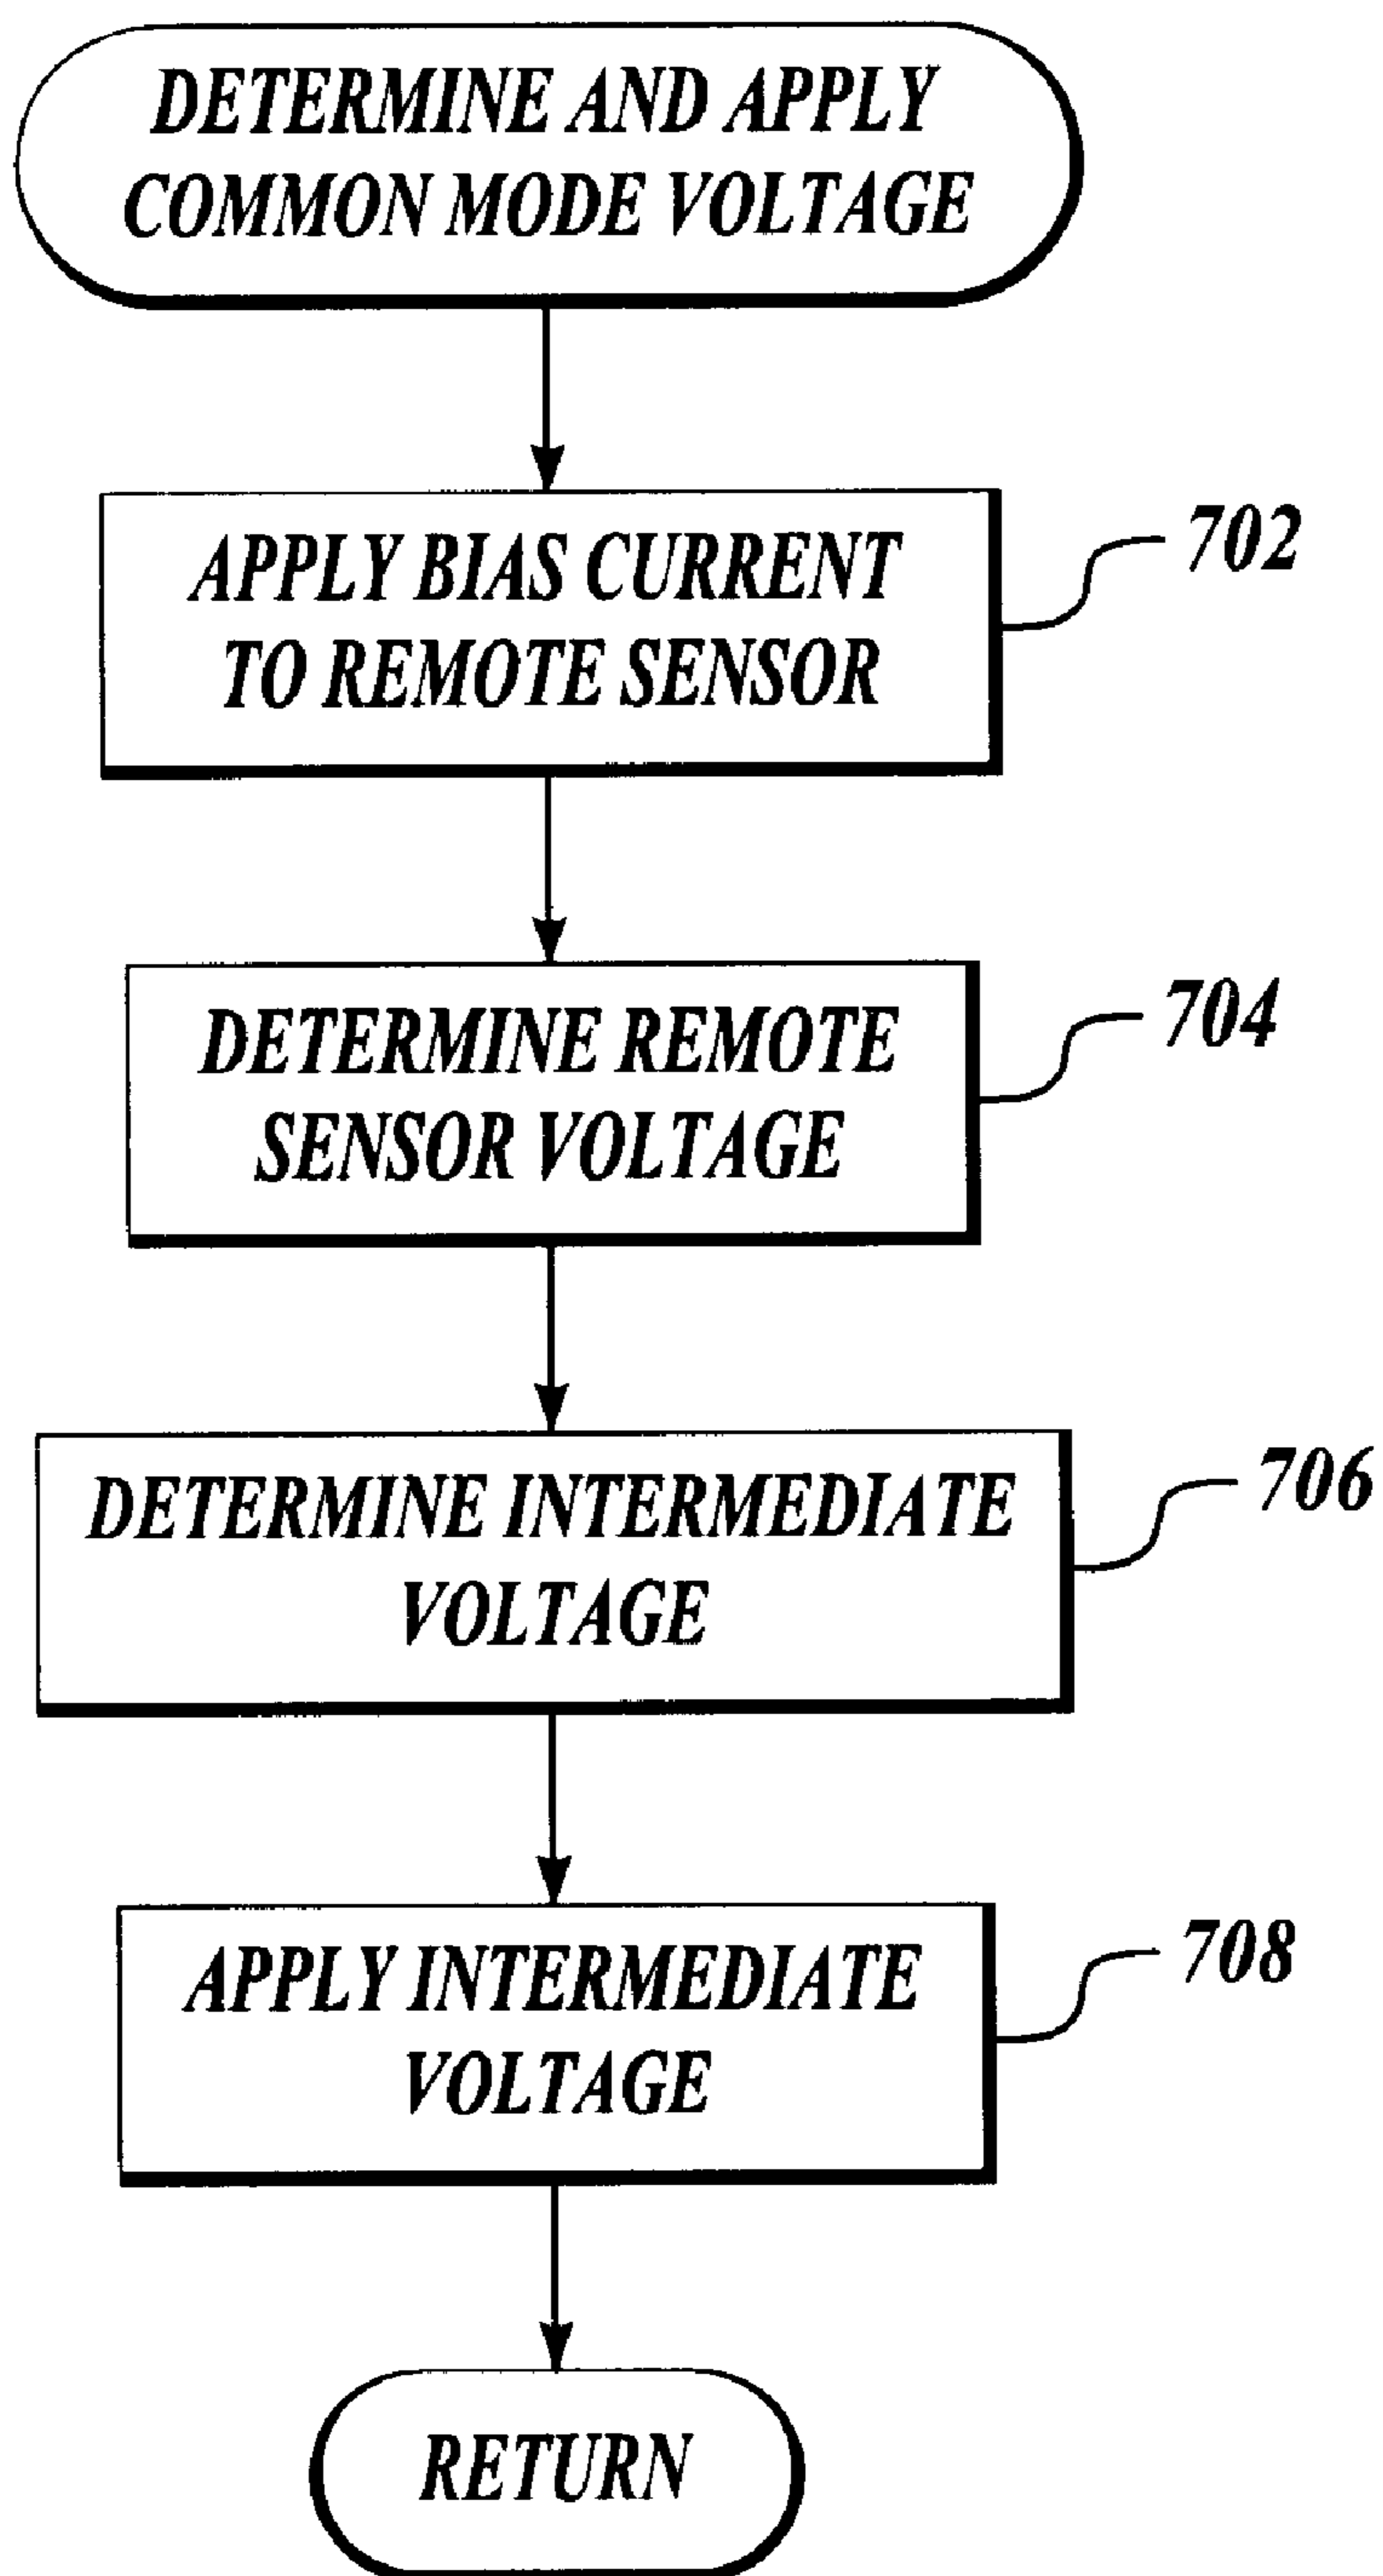 DETERMINE AND APPLY
COMMON MODE VOLTAGE
APPLY BIAS CURRENT
TO REMOTE SENSOR
702
DETERMINE REMOTE
SENSOR VOLTAGE
704
DETERMINE INTERMEDIATE
VOLTAGE
706
APPLY INTERMEDIATE
VOLTAGE
708
RETURN